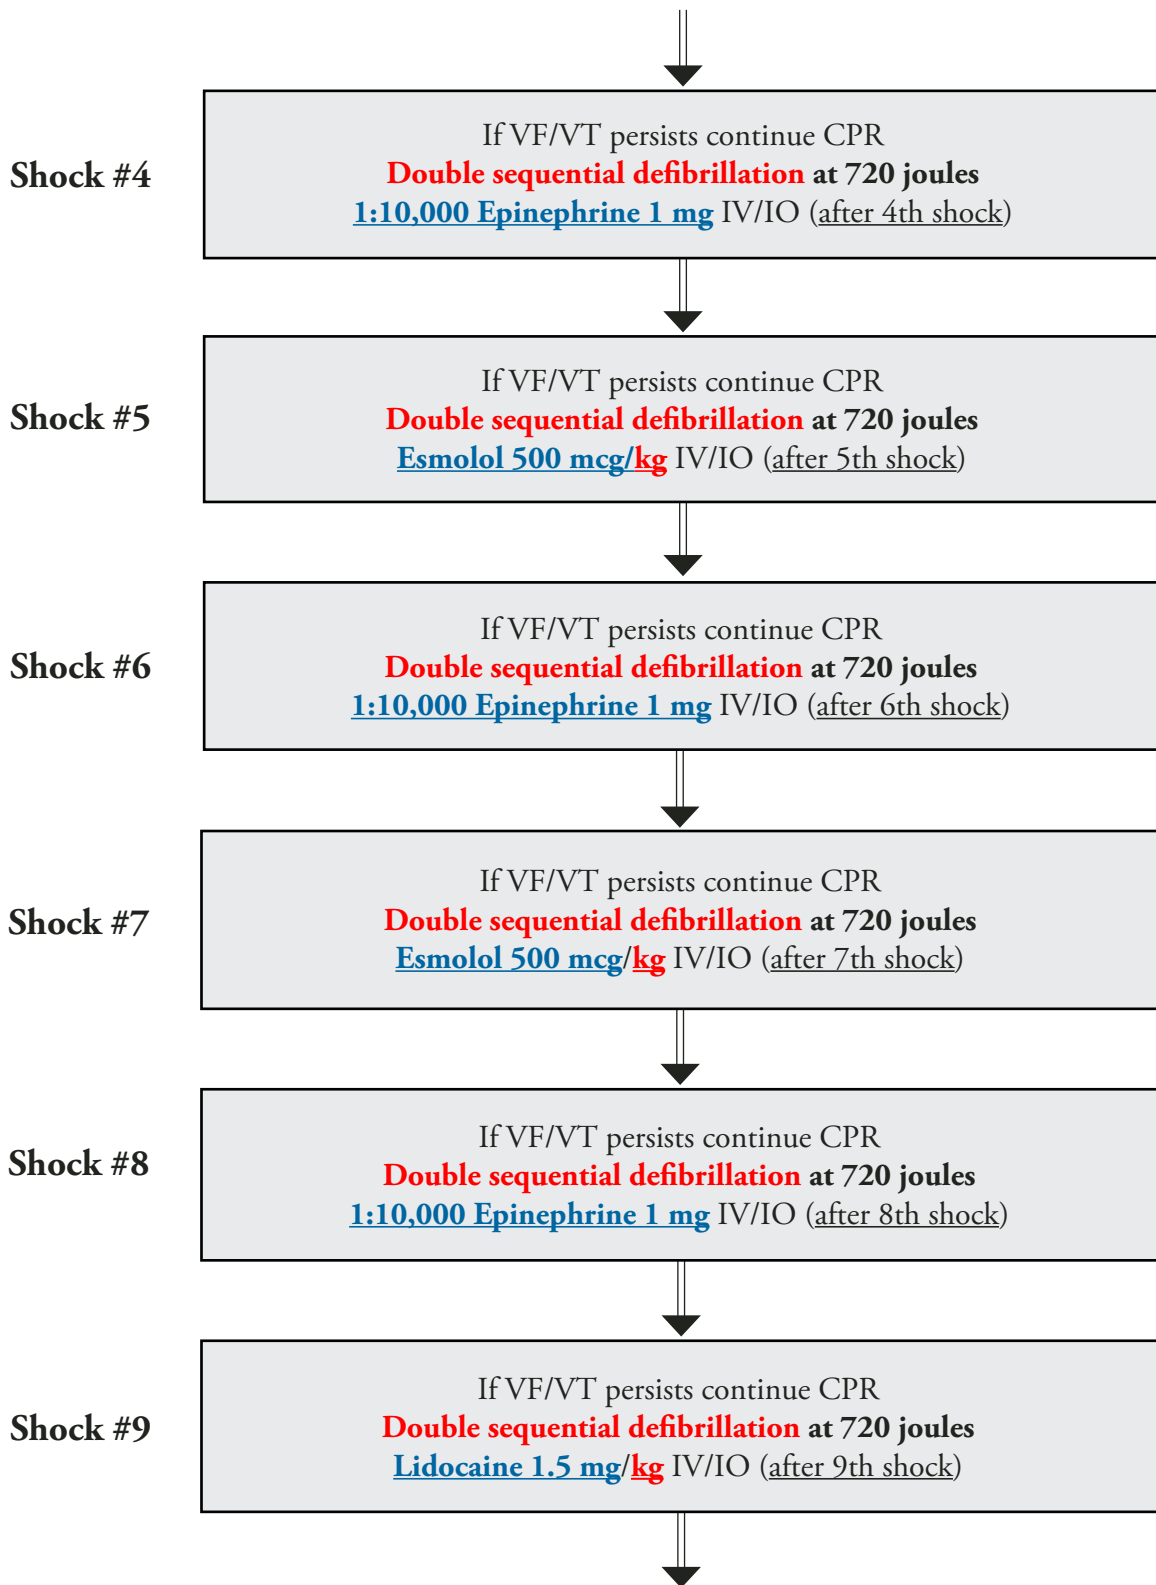 Shock #4
If VF/VT persists continue CPR
Double sequential defibrillation at 720 joules
1:10,000 Epinephrine 1 mg IV/IO (after 4th shock)
Shock #5
If VF/VT persists continue CPR
Double sequential defibrillation at 720 joules
Esmolol 500 mcg/kg IV/IO (after 5th shock)
Shock #6
If VF/VT persists continue CPR
Double sequential defibrillation at 720 joules
1:10,000 Epinephrine 1 mg IV/IO (after 6th shock)
Shock #7
If VF/VT persists continue CPR
Double sequential defibrillation at 720 joules
Esmolol 500 mcg/kg IV/IO (after 7th shock)
Shock #8
If VF/VT persists continue CPR
Double sequential defibrillation at 720 joules
1:10,000 Epinephrine 1 mg IV/IO (after 8th shock)
Shock #9
If VF/VT persists continue CPR
Double sequential defibrillation at 720 joules
Lidocaine 1.5 mg/kg IV/IO (after 9th shock)